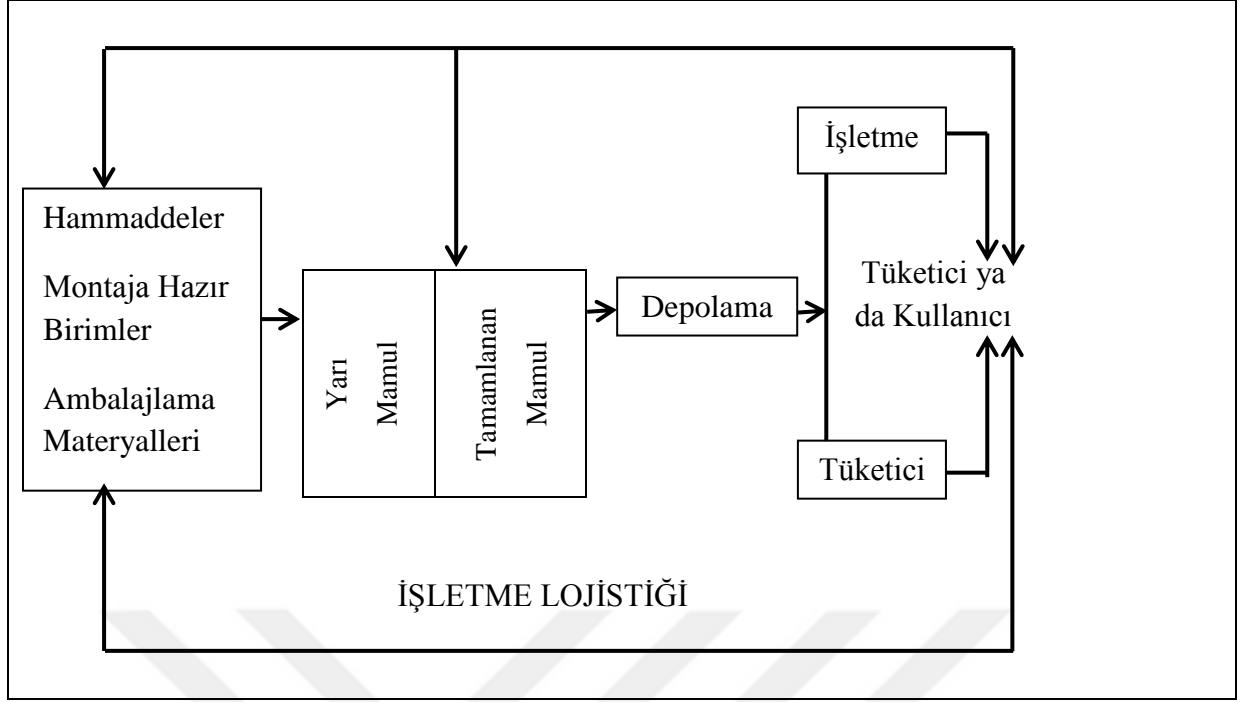 Hammaddeler
Montaja Hazır
Birimler
Ambalajlama
Materyalleri
Yarı
Mamul
Tamamlanan
Mamul
Depolama
İşletme
Tüketici ya
da Kullanıcı
Tüketici
İŞLETME LOJİSTİĞİ